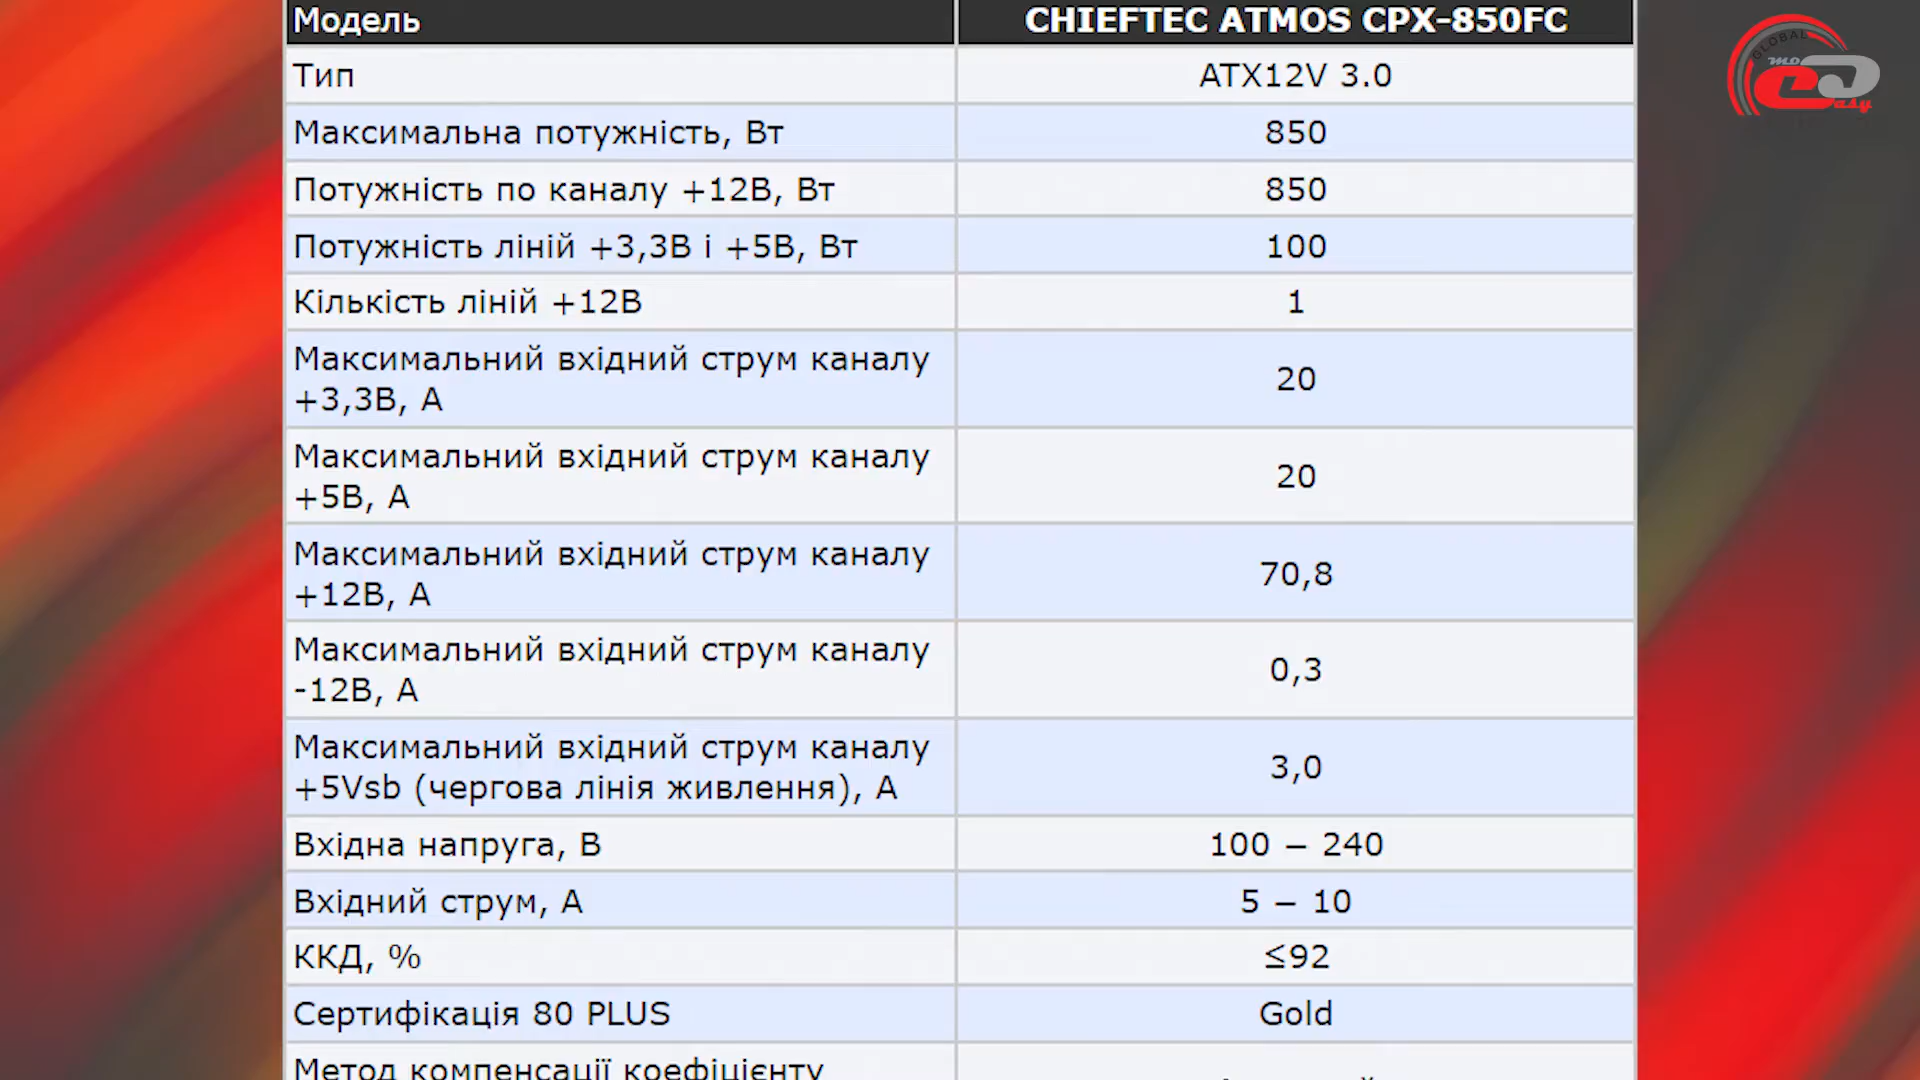 Модель CHIEFTEC ATMOS CPX-850FC
Тип ATX12V 3.0
Максимальна потужність, Вт 850
Потужність по каналу +12В, Вт 850
Потужність ліній +3,3В і +5В, Вт 100
Кількість ліній +12В 1
Максимальний вхідний струм каналу
+3,3В, А
20
Максимальний вхідний струм каналу
+5В, А
20
Максимальний вхідний струм каналу
+12В, А
70,8
Максимальний вхідний струм каналу
-12В, А
0,3
Максимальний вхідний струм каналу
+5Vsb (чергова лінія живлення), А
3,0
Вхідна напруга, В 100 – 240
Вхідний струм, А 5 – 10
ККД, % ≤92
Сертифікація 80 PLUS Gold
Метод компенсації коефіцієнту
GLOBAL